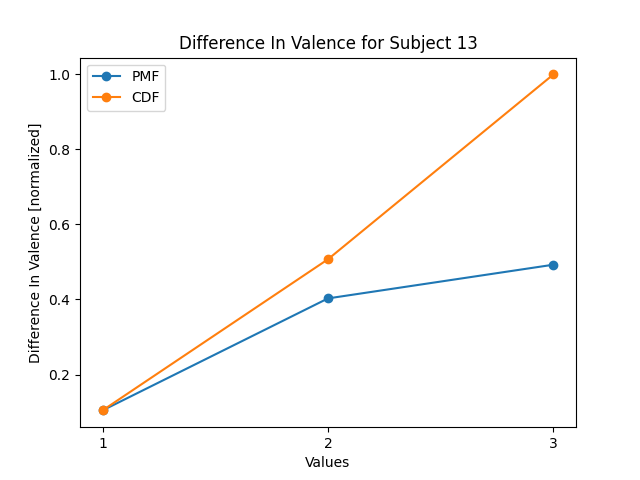 Difference In Valence for Subject 13
PMF
CDF
Difference In Valence [normalized]
1.0
0.8
0.6
0.4
0.2
1 2 3
Values